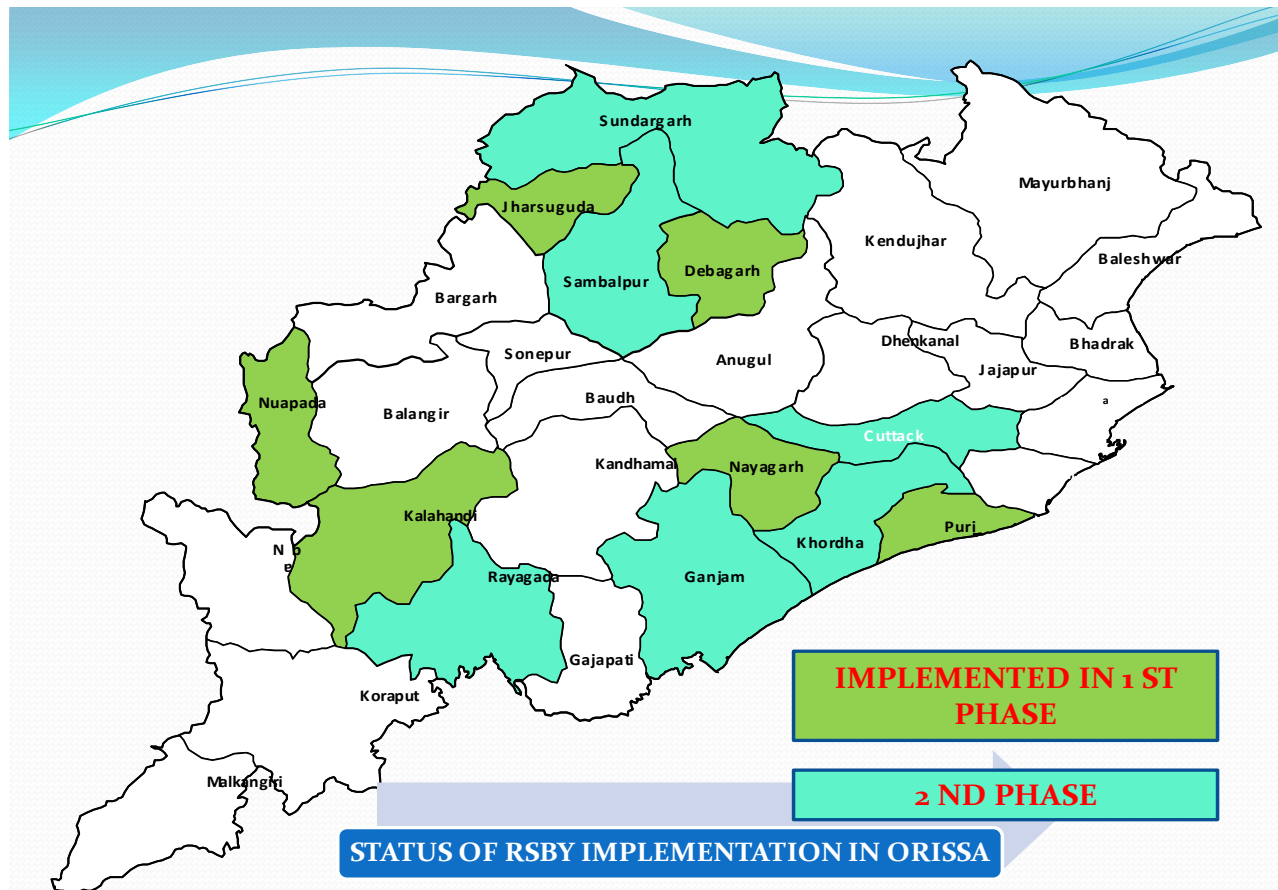 Sundargarh
Mayurbhanj
Jharsuguda
Kendujhar
Baleshwar
Debagarh
Sambalpur
Bargarh
Dhenkanal
Bhadrak
Sonepur
Anugul
Jajapur
Nuapada
Baudh
Balangir
a
Cuttack
Kandhamal
Nayagarh
Kalahandi
Puri
Khordha
Rayagada
Ganjam
Gajapati
Koraput
Malkangiri
IMPLEMENTED IN 1 ST
PHASE
2 ND PHASE
STATUS OF RSBY IMPLEMENTATION IN ORISSA